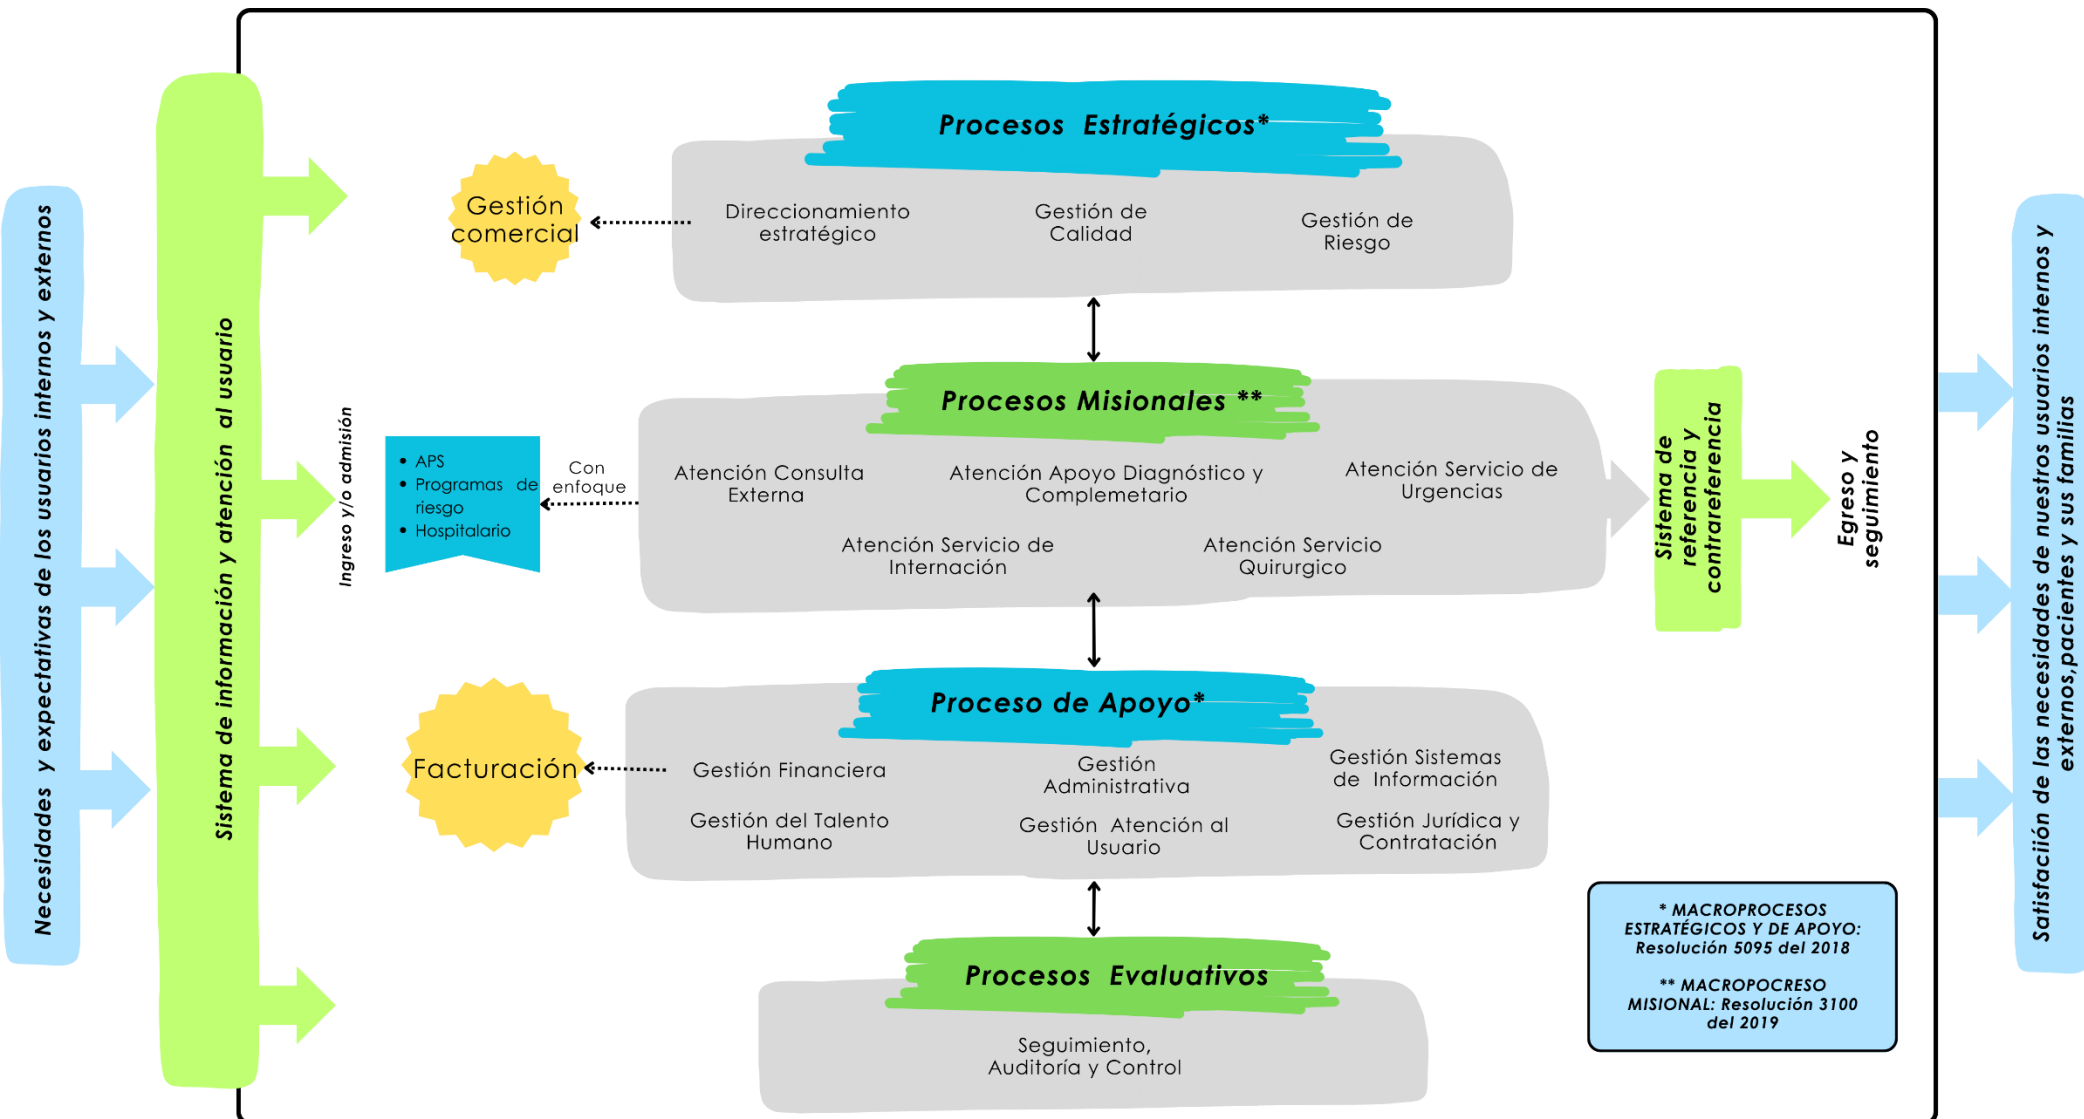 Necesidades y expectativas de los usuarios internos y externos
Sistema de información y atención al usuario
Procesos Estratégicos*
Gestión
comercial
Direccionamiento
estratégico
Gestión de
Calidad
Gestión de
Riesgo
Ingreso y/o admisión
• APS
• Programas de
riesgo
• Hospitalario
Con
enfoque
Procesos Misionales **
Atención Consulta
Externa
Atención Apoyo Diagnóstico y
Complemetario
Atención Servicio de
Urgencias
Atención Servicio de
Internación
Atención Servicio
Quirurgico
Sistema de
referencia y
contrareferencia
Egreso y
seguimiento
Proceso de Apoyo*
Facturación
Gestión Financiera
Gestión
Administrativa
Gestión Sistemas
de Información
Gestión del Talento
Humano
Gestión Atención al
Usuario
Gestión Jurídica y
Contratación
Procesos Evaluativos
Seguimiento,
Auditoría y Control
* MACROPROCESOS
ESTRATÉGICOS Y DE APOYO:
Resolución 5095 del 2018
** MACROPOCRESO
MISIONAL: Resolución 3100
del 2019
Satisfaciión de las necesidades de nuestros usuarios internos y
externos,pacientes y sus familias